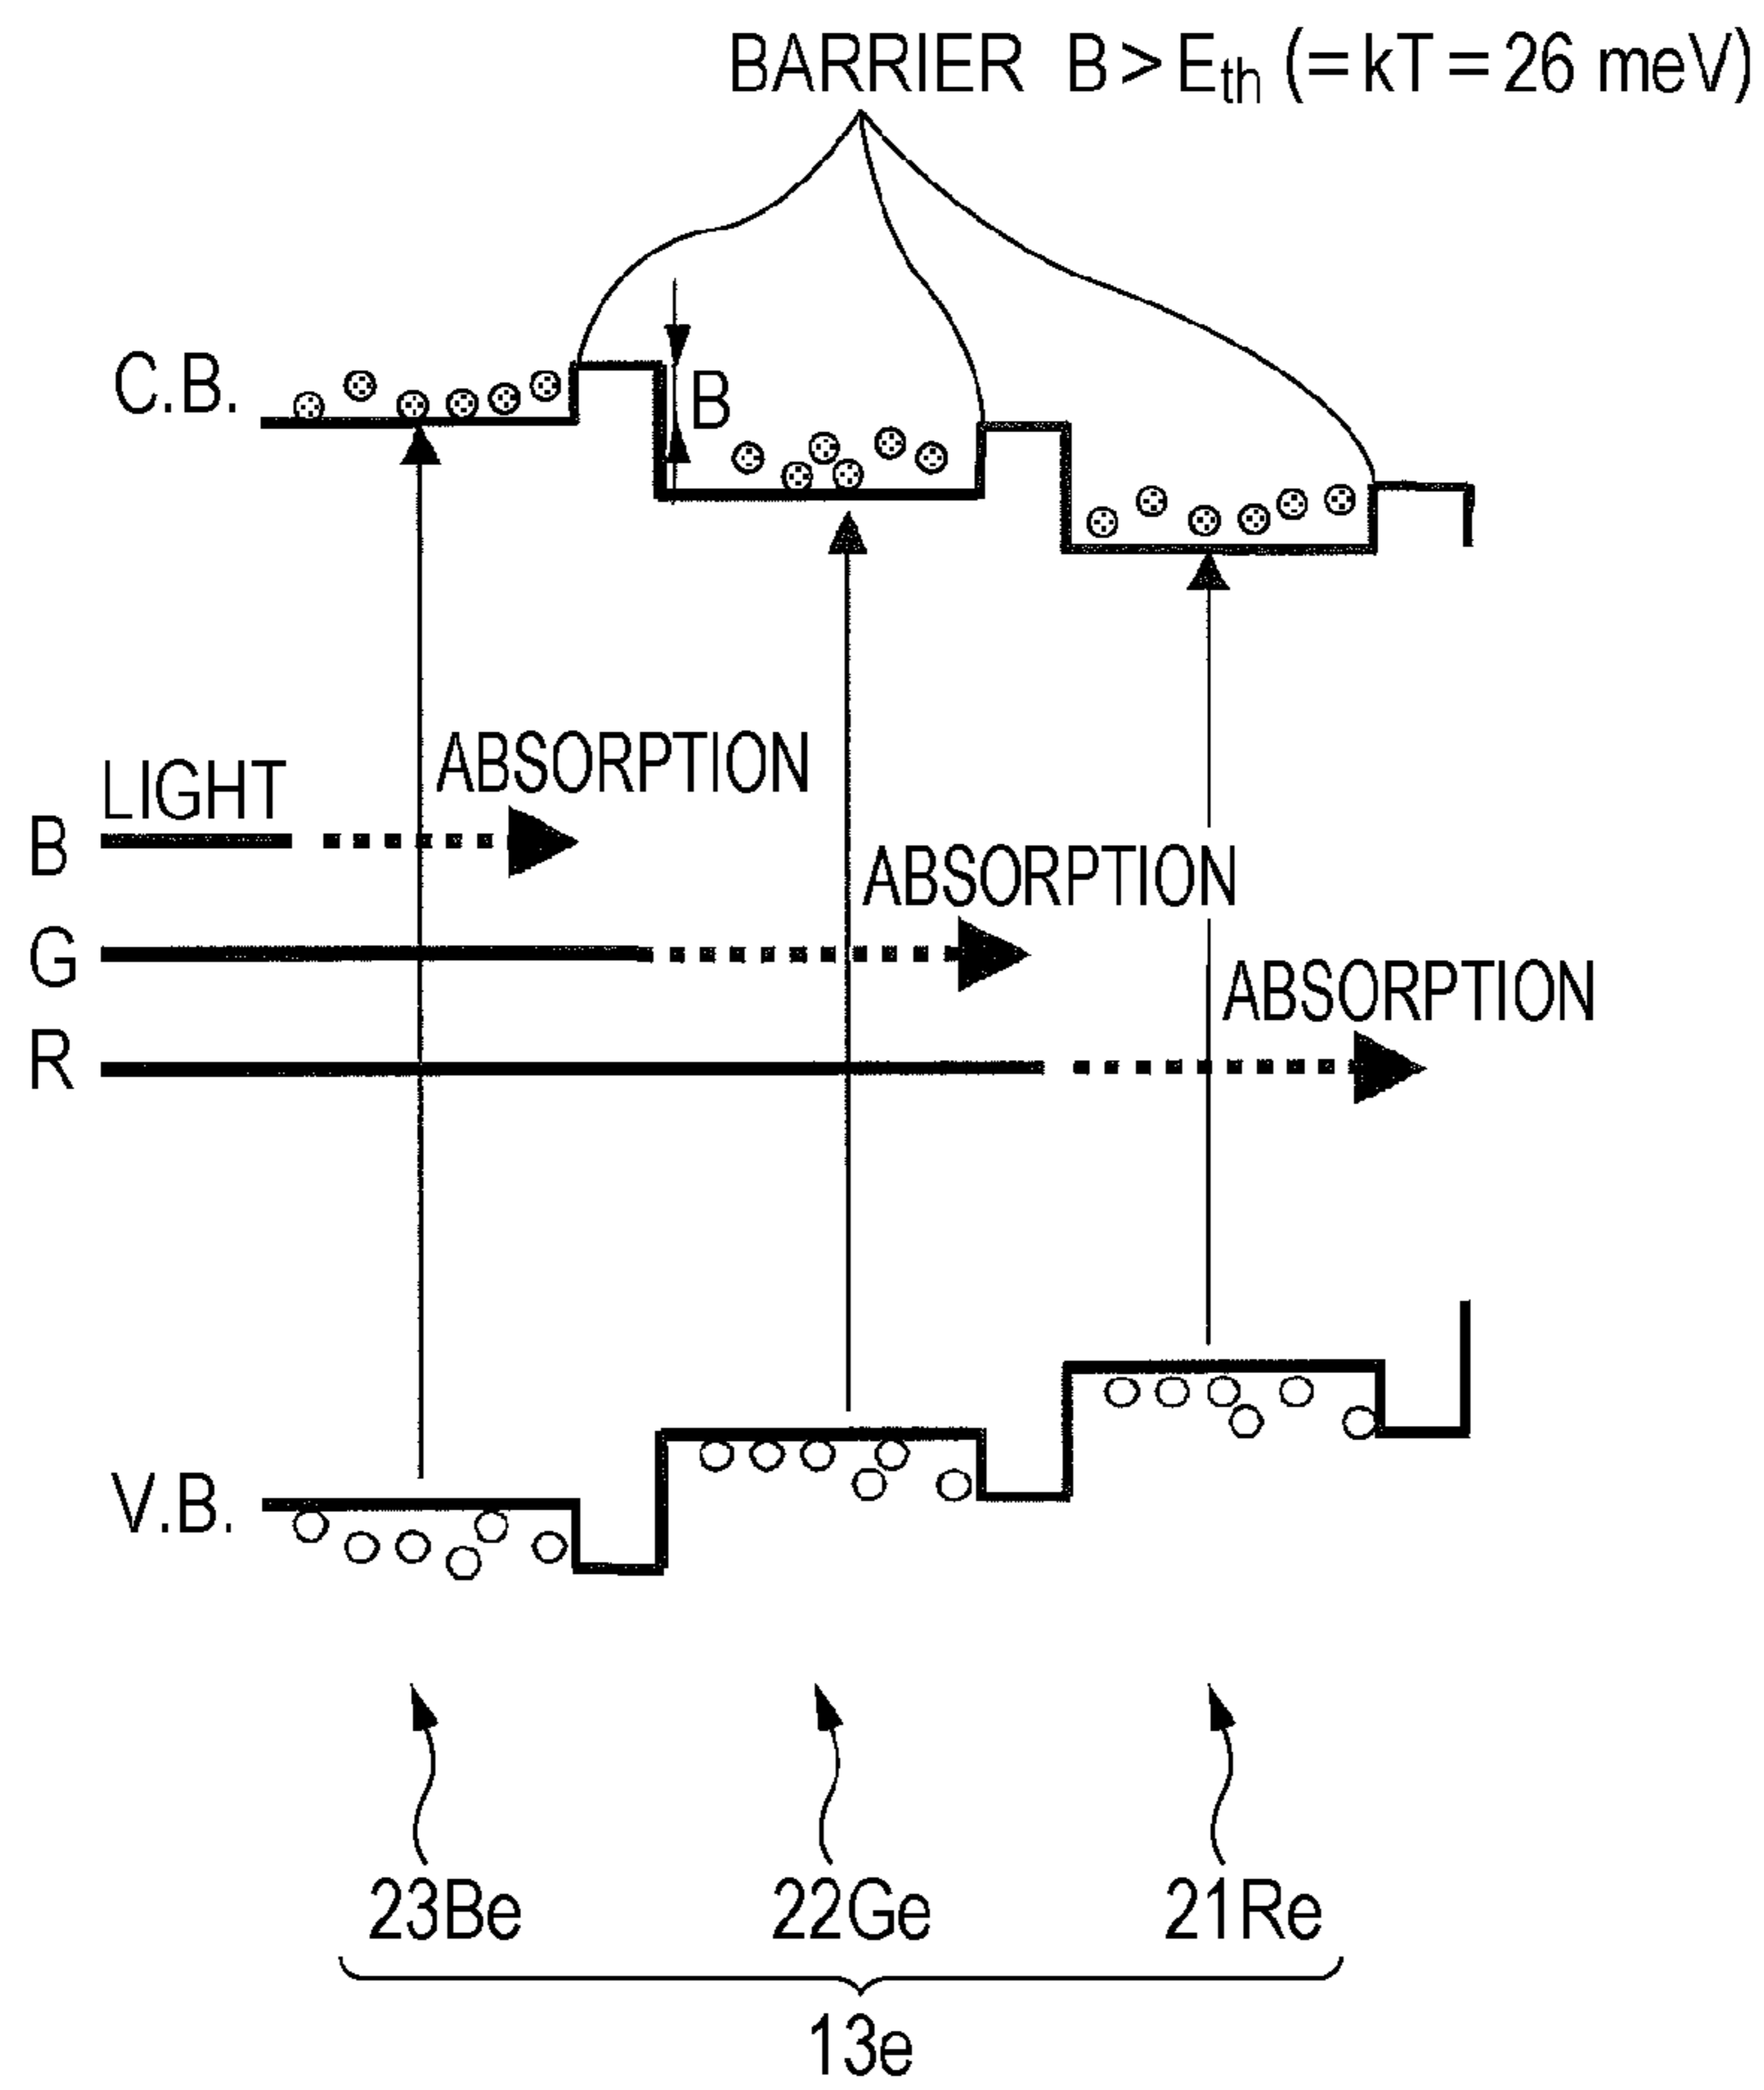 BARRIER B > Eth (= kT = 26 meV)
C.B.
B
LIGHT
ABSORPTION
B
ABSORPTION
G
ABSORPTION
R
V.B.
23Be
22Ge
21Re
13e